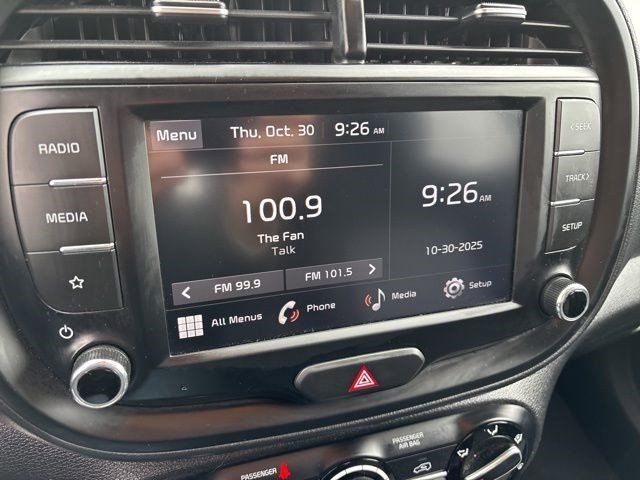 RADIO
MEDIA
Menu
Thu, Oct. 30
9:26 AM
FM
100.9
The Fan
Talk
< FM 99.9
FM 101.5 >
9:26 AM
10-30-2025
All Menus
Phone
Media
Setup
< SEEK
TRACK >
SETUP
PASSENGER
AIR BAG
PASSENGER